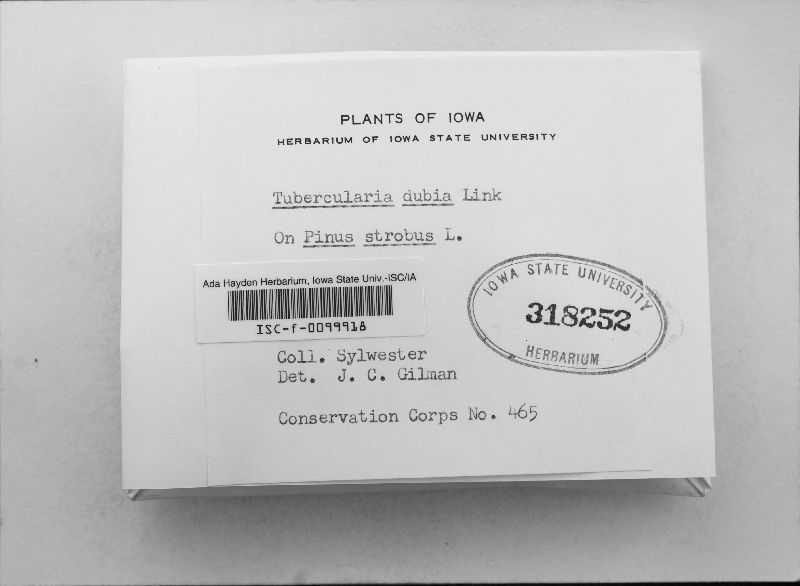 PLANTS OF IOWA
HERBARIUM OF IOWA STATE UNIVERSITY
Tubercularia dubia Link
On Pinus strobus L.
Ada Hayden Herbarium, Iowa State Univ.-ISC/IA
ISC-f-0099918
IOWA STATE UNIVERSITY
318252
HERBARIUM
Coll. Sylwester
Det. J. C. Gilman
Conservation Corps No. 465